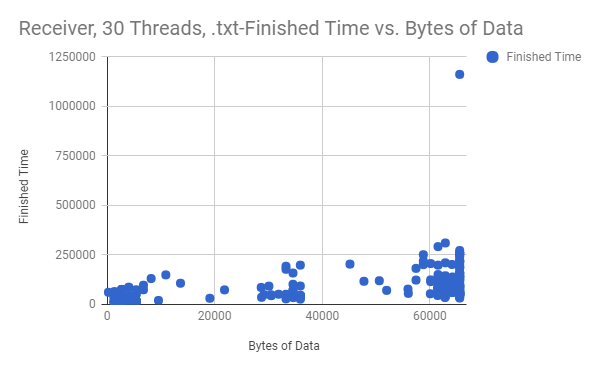 Receiver, 30 Threads, .txt-Finished Time vs. Bytes of Data
Finished Time
1250000
1000000
750000
500000
250000
0
Finished Time
0
20000
40000
60000
Bytes of Data